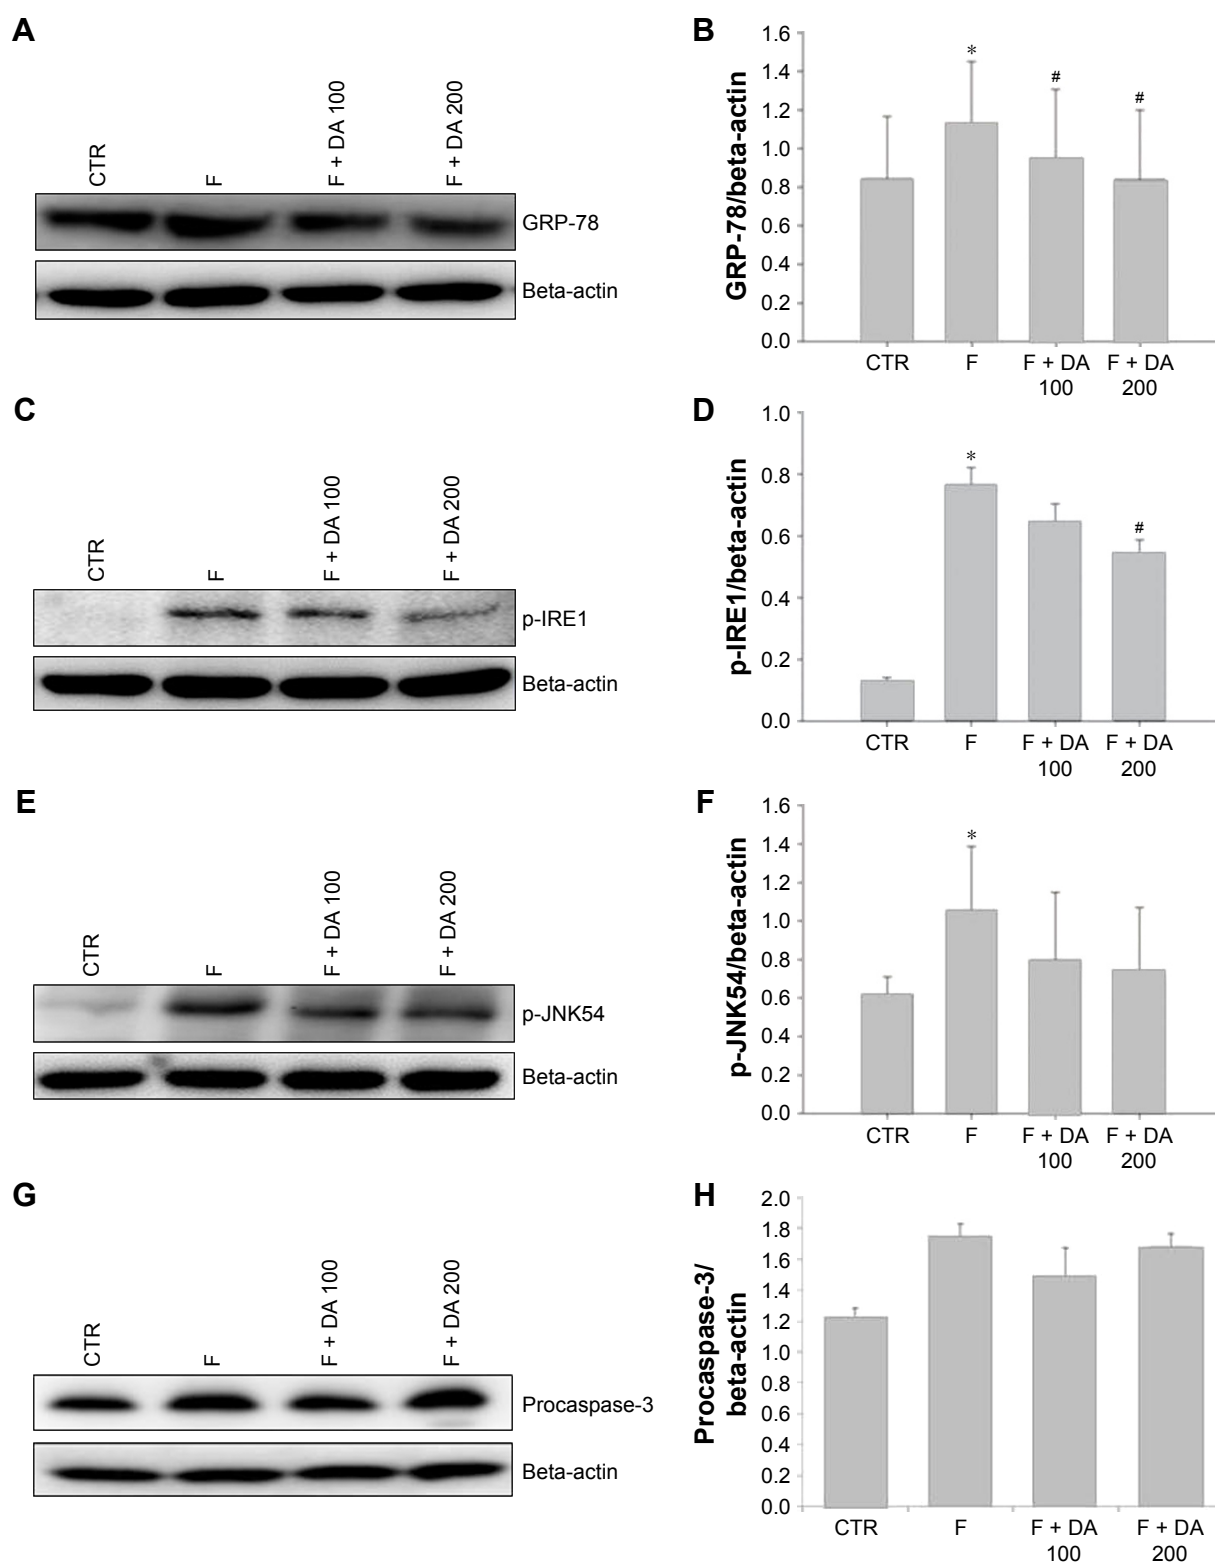 A
CTR
F
F + DA 100
F + DA 200
GRP-78
Beta-actin
B
GRP-78/beta-actin
1.6
1.4
1.2
1.0
0.8
0.6
0.4
0.2
0.0
*
#
#
CTR
F
F + DA
100
F + DA
200
C
CTR
F
F + DA 100
F + DA 200
p-IRE1
Beta-actin
D
p-IRE1/beta-actin
1.0
0.8
0.6
0.4
0.2
0.0
*
#
CTR
F
F + DA
100
F + DA
200
E
CTR
F
F + DA 100
F + DA 200
p-JNK54
Beta-actin
F
p-JNK54/beta-actin
1.6
1.4
1.2
1.0
0.8
0.6
0.4
0.2
0.0
*
CTR
F
F + DA
100
F + DA
200
G
CTR
F
F + DA 100
F + DA 200
Procaspase-3
Beta-actin
H
Procaspase-3/
beta-actin
2.0
1.8
1.6
1.4
1.2
1.0
0.8
0.6
0.4
0.2
0.0
CTR
F
F + DA
100
F + DA
200